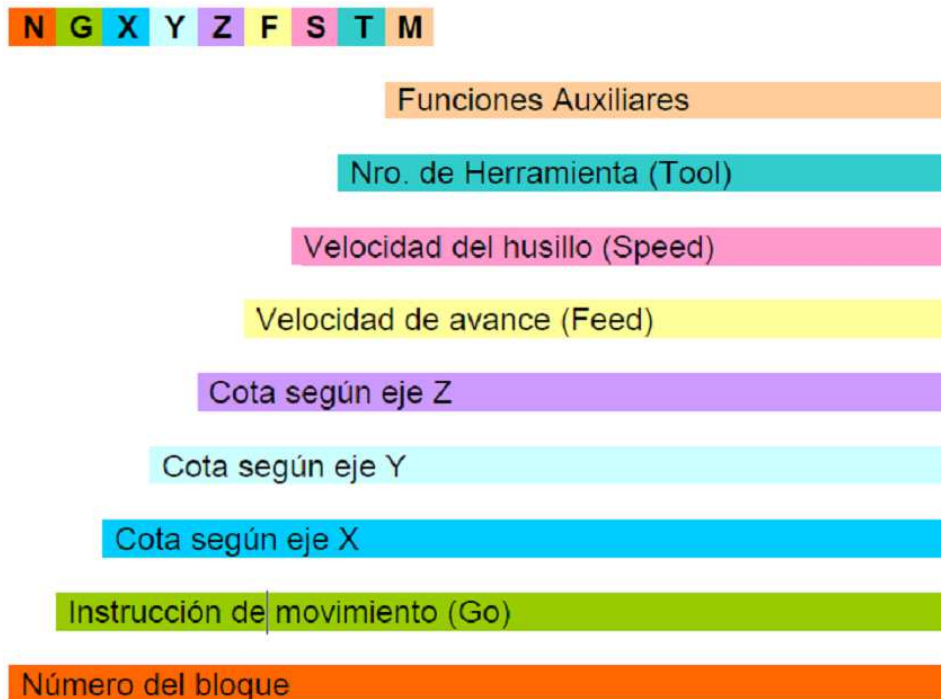 N G X Y Z F S T M
Funciones Auxiliares
Nro. de Herramienta (Tool)
Velocidad del husillo (Speed)
Velocidad de avance (Feed)
Cota según eje Z
Cota según eje Y
Cota según eje X
Instrucción de movimiento (Go)
Número del bloque